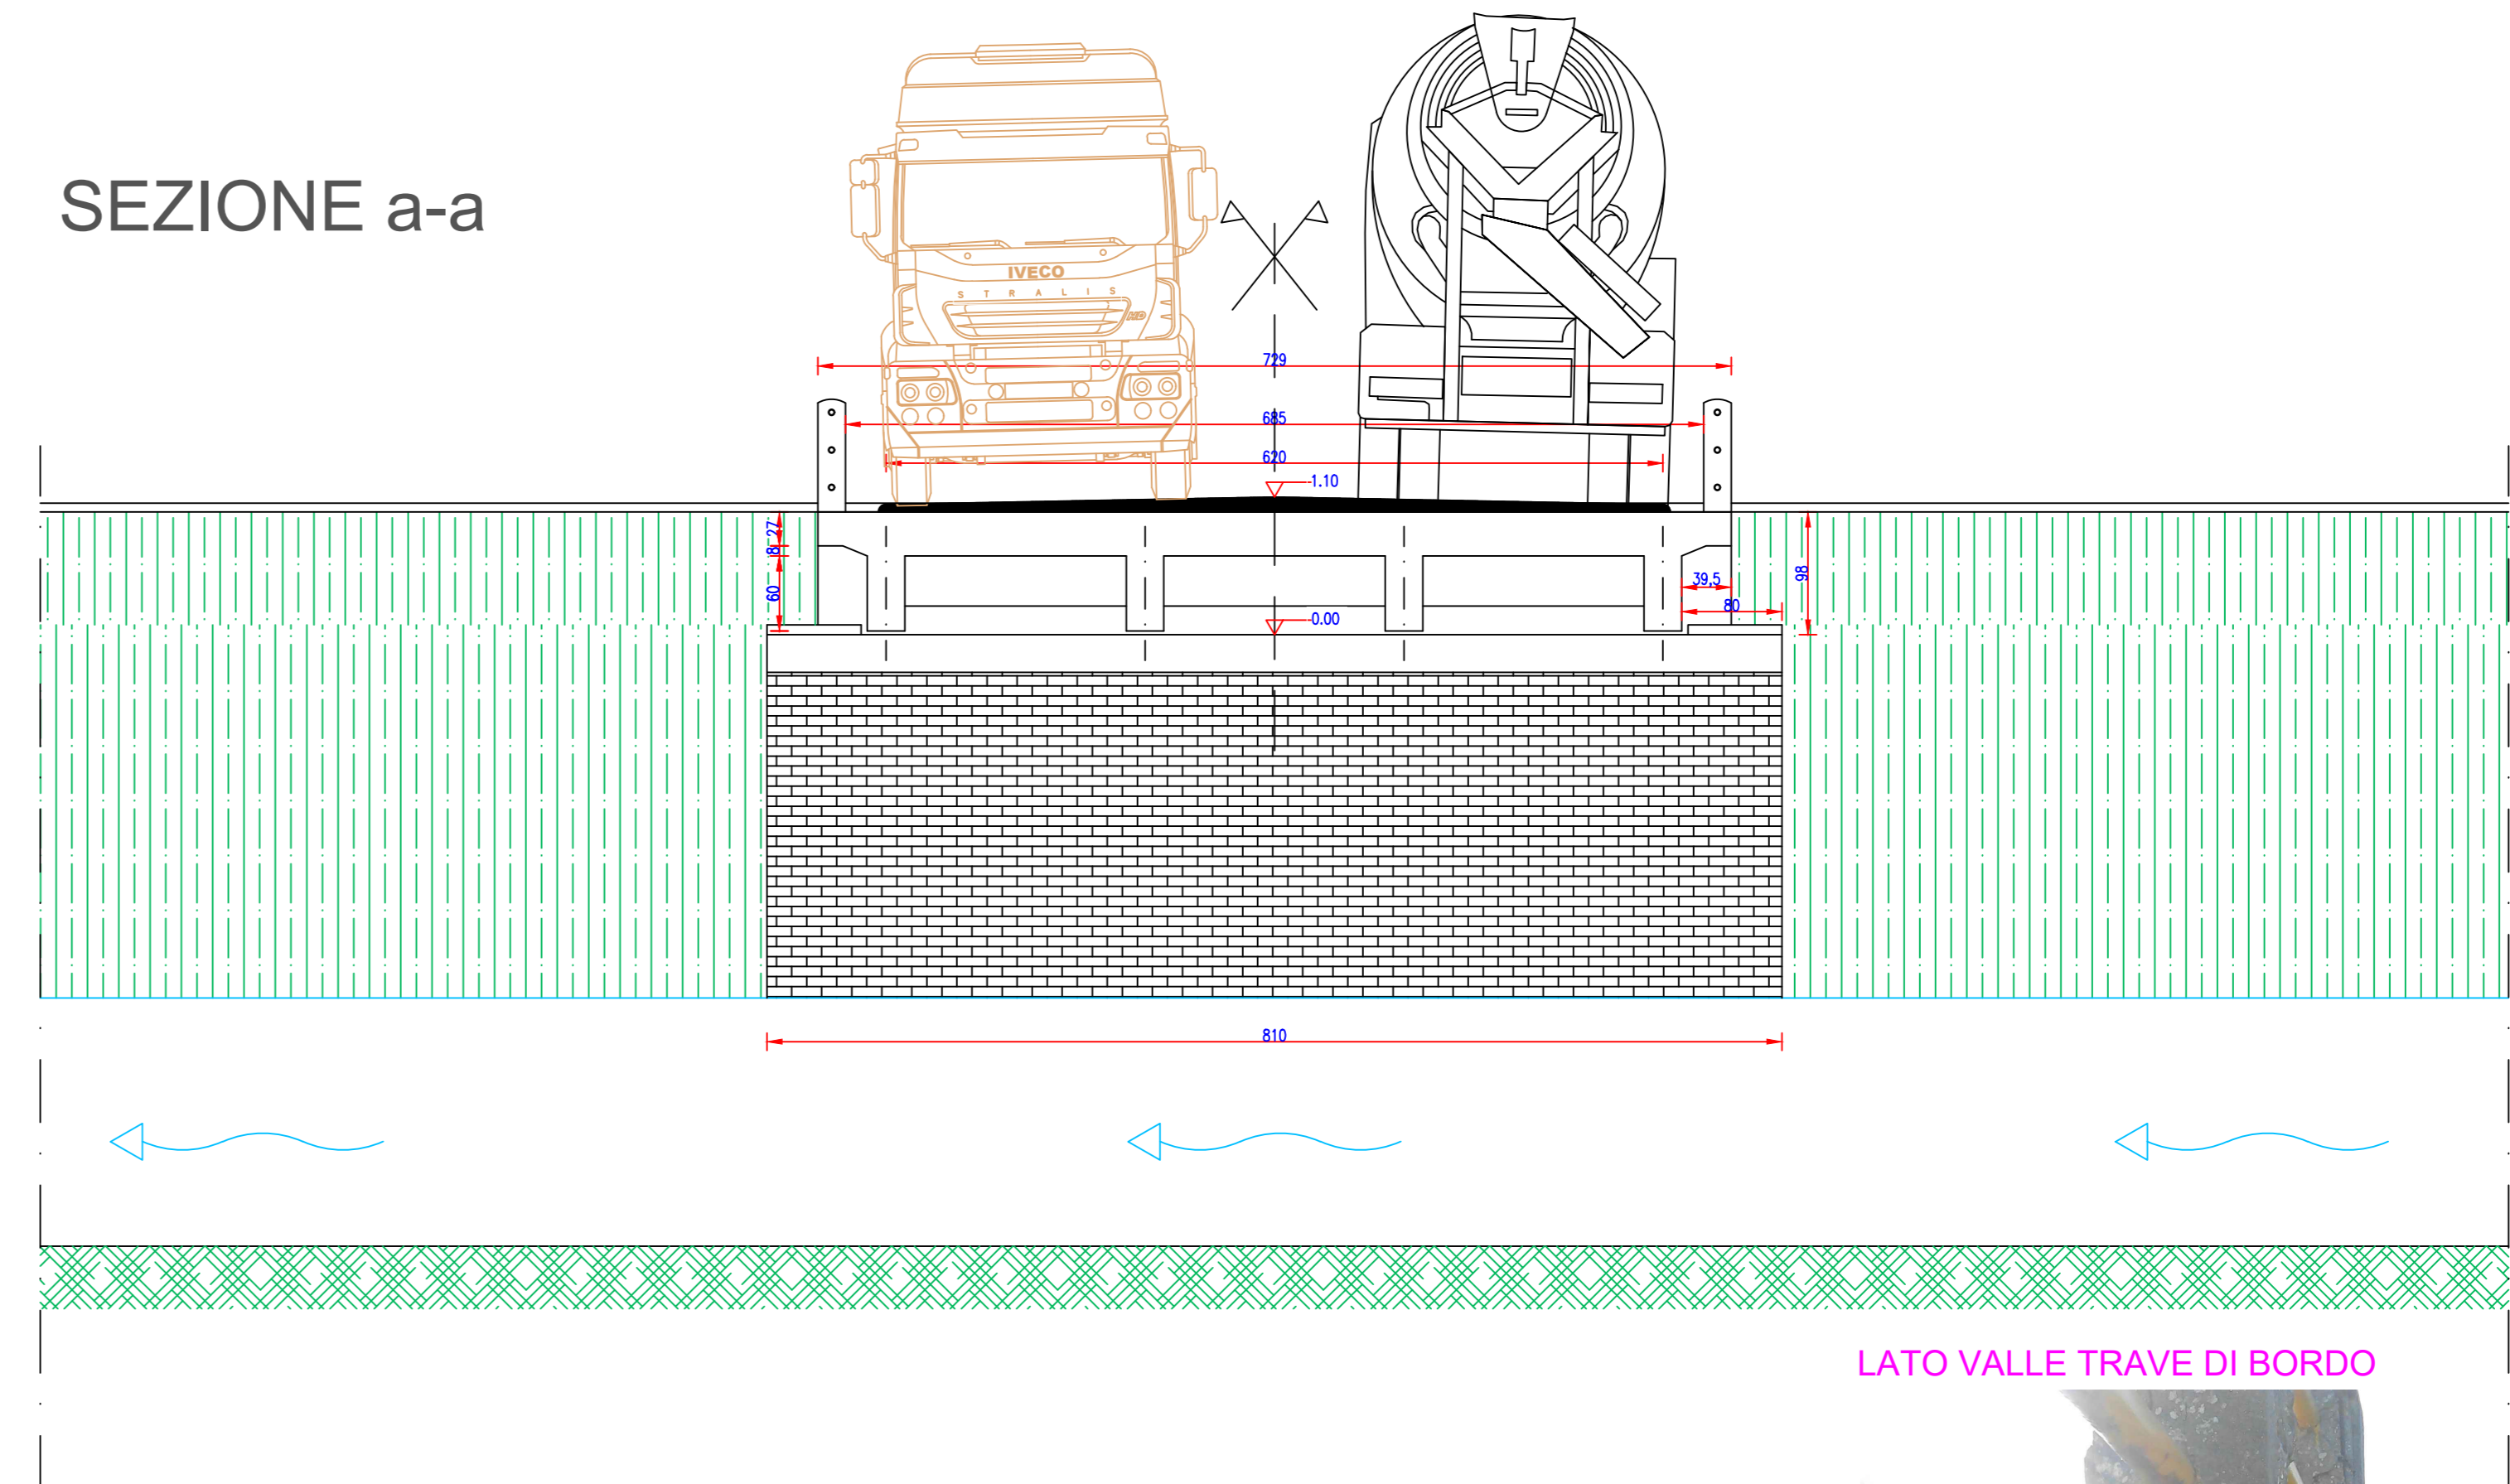 SEZIONE a-a
IVECO
S T R A L I S
HD
729
685
620
-1.10
27
8
60
39,5
80
98
-0.00
810
LATO VALLE TRAVE DI BORDO